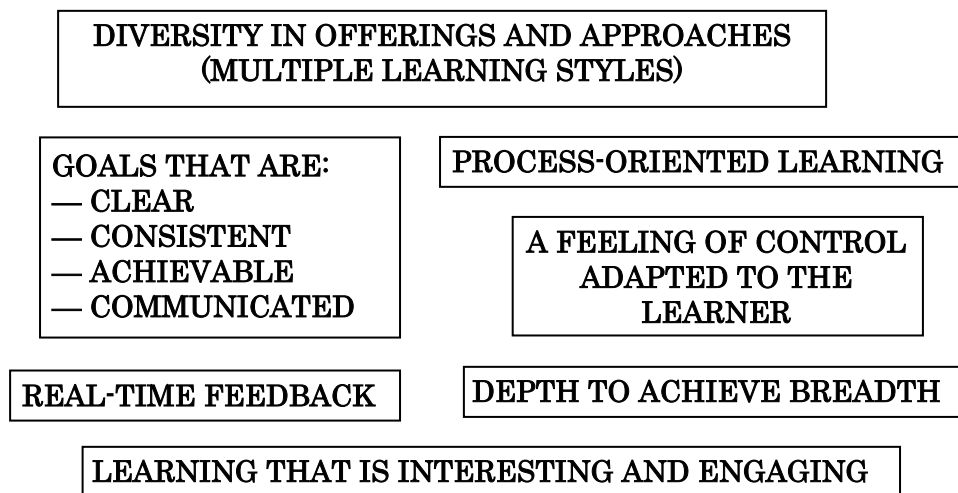 DIVERSITY IN OFFERINGS AND APPROACHES
(MULTIPLE LEARNING STYLES)
GOALS THAT ARE:
— CLEAR
— CONSISTENT
— ACHIEVABLE
— COMMUNICATED
PROCESS-ORIENTED LEARNING
A FEELING OF CONTROL
ADAPTED TO THE
LEARNER
REAL-TIME FEEDBACK
DEPTH TO ACHIEVE BREADTH
LEARNING THAT IS INTERESTING AND ENGAGING